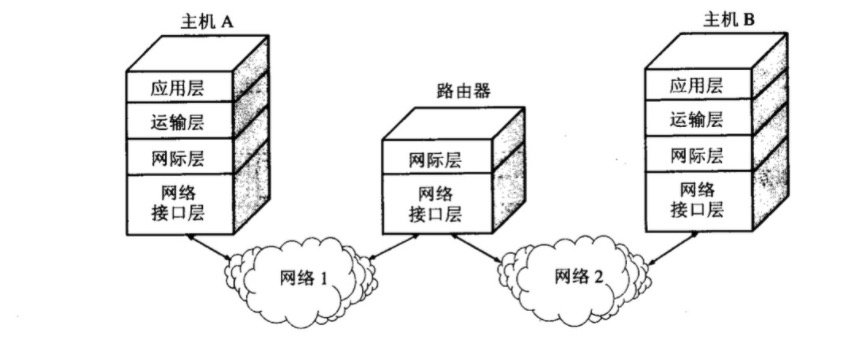 主机 A
主机 B
路由器
应用层
运输层
网际层
网络
接口层
网际层
网络
接口层
应用层
运输层
网际层
网络
接口层
网络 1
网络 2